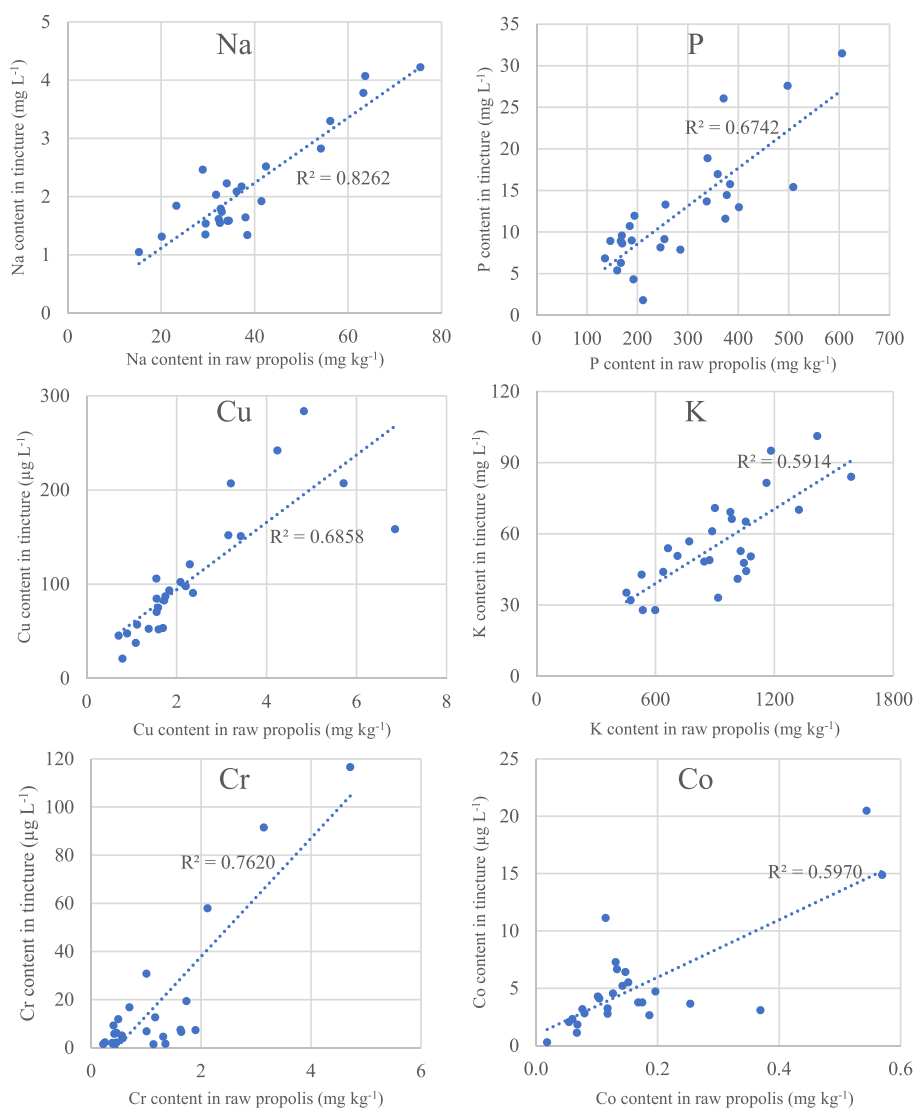 Na
Na content in tincture (mg L⁻¹)
5
4
3
2
1
0
R² = 0.8262
0 20 40 60 80
Na content in raw propolis (mg kg⁻¹)
P
P content in tincture (mg L⁻¹)
35
30
25
20
15
10
5
0
R² = 0.6742
0 100 200 300 400 500 600 700
P content in raw propolis (mg kg⁻¹)
Cu
Cu content in tincture (µg L⁻¹)
300
200
100
0
R² = 0.6858
0 2 4 6 8
Cu content in raw propolis (mg kg⁻¹)
K
K content in tincture (mg L⁻¹)
120
90
60
30
0
R² = 0.5914
0 600 1200 1800
K content in raw propolis (mg kg⁻¹)
Cr
Cr content in tincture (µg L⁻¹)
120
100
80
60
40
20
0
R² = 0.7620
0 2 4 6
Cr content in raw propolis (mg kg⁻¹)
Co
Co content in tincture (µg L⁻¹)
25
20
15
10
5
0
R² = 0.5970
0.0 0.2 0.4 0.6
Co content in raw propolis (mg kg⁻¹)